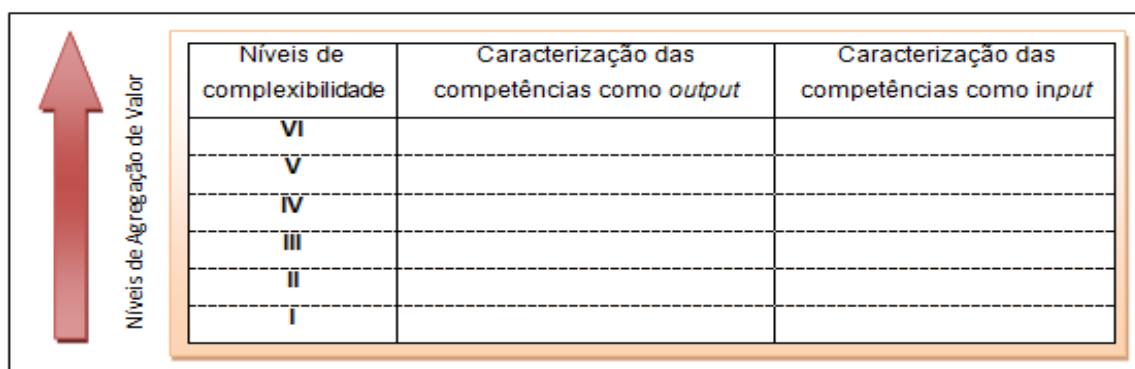 Níveis de Agregação de Valor
Níveis de
complexibilidade
Caracterização das
competências como output
Caracterização das
competências como input
VI
V
IV
III
II
I